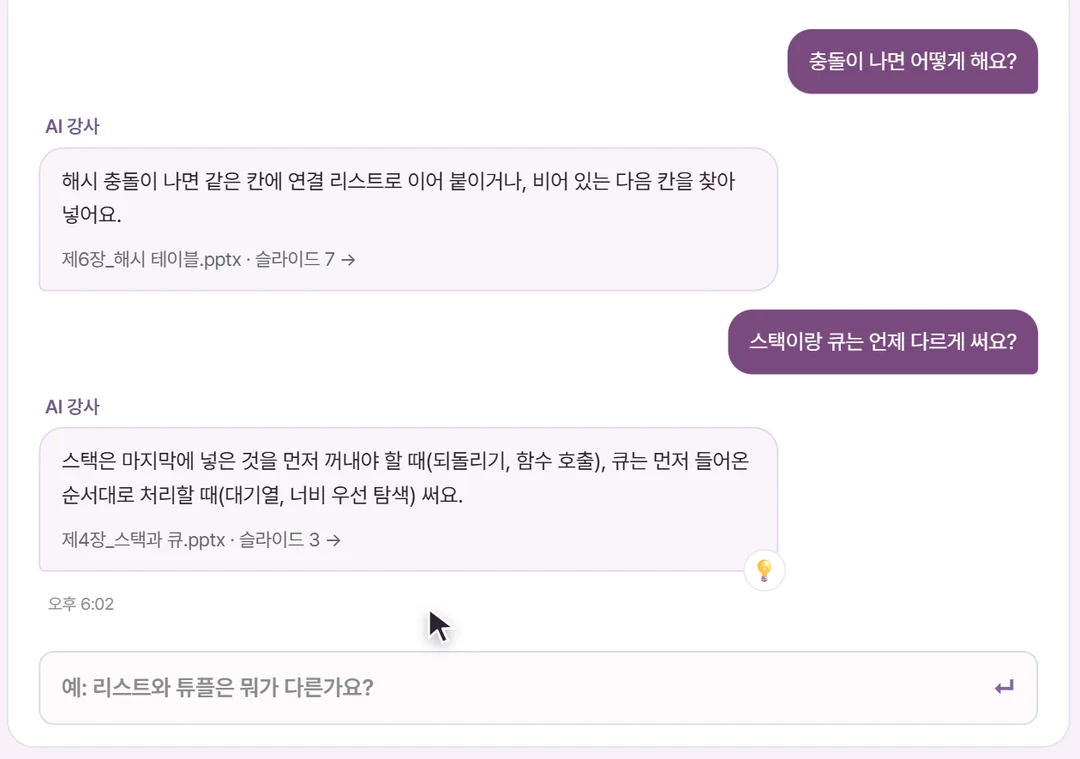 충돌이 나면 어떻게 해요?
AI 강사
해시 충돌이 나면 같은 칸에 연결 리스트로 이어 붙이거나, 비어 있는 다음 칸을 찾아
넣어요.
제6장_해시 테이블.pptx · 슬라이드 7 →
스택이랑 큐는 언제 다르게 써요?
AI 강사
스택은 마지막에 넣은 것을 먼저 꺼내야 할 때(되돌리기, 함수 호출), 큐는 먼저 들어온
순서대로 처리할 때(대기열, 너비 우선 탐색) 써요.
제4장_스택과 큐.pptx · 슬라이드 3 →
오후 6:02
예: 리스트와 튜플은 뭐가 다른가요?